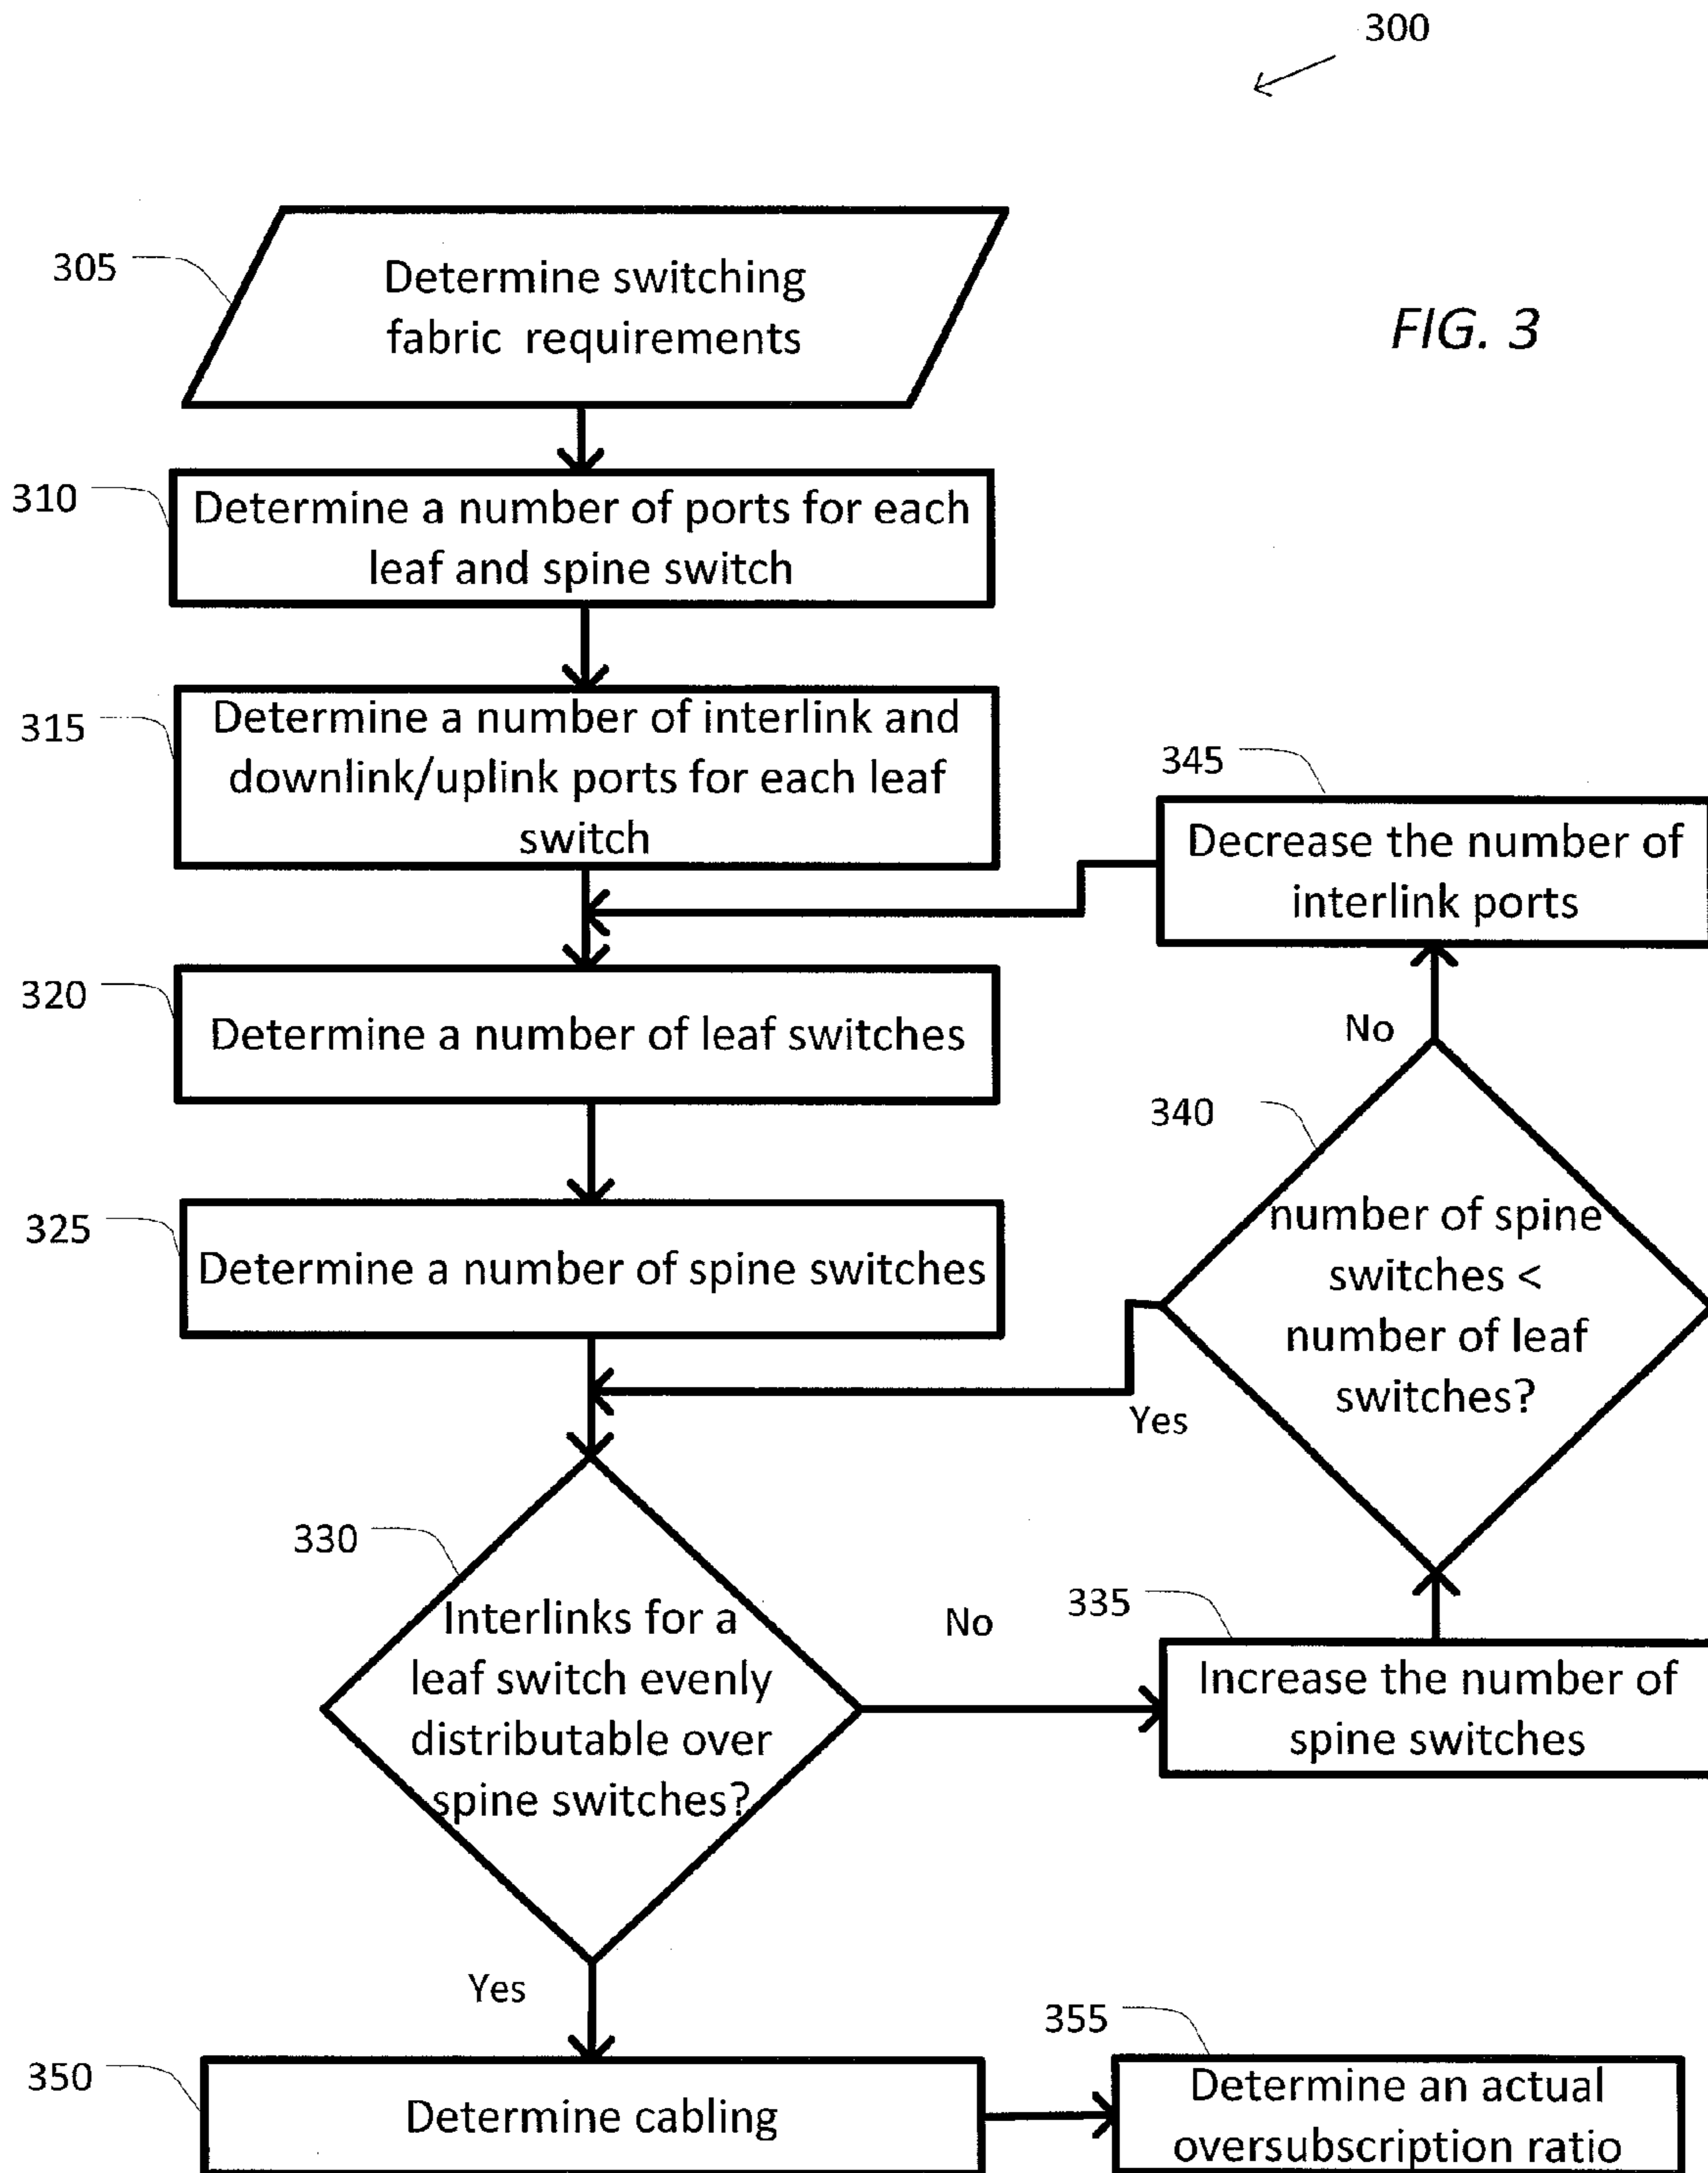 300
FIG. 3
305
Determine switching
fabric requirements
310
Determine a number of ports for each
leaf and spine switch
315
Determine a number of interlink and
downlink/uplink ports for each leaf
switch
345
Decrease the number of
interlink ports
320
Determine a number of leaf switches
No
340
number of spine
switches <
number of leaf
switches?
325
Determine a number of spine switches
Yes
330
Interlinks for a
leaf switch evenly
distributable over
spine switches?
No
335
Increase the number of
spine switches
Yes
350
Determine cabling
355
Determine an actual
oversubscription ratio